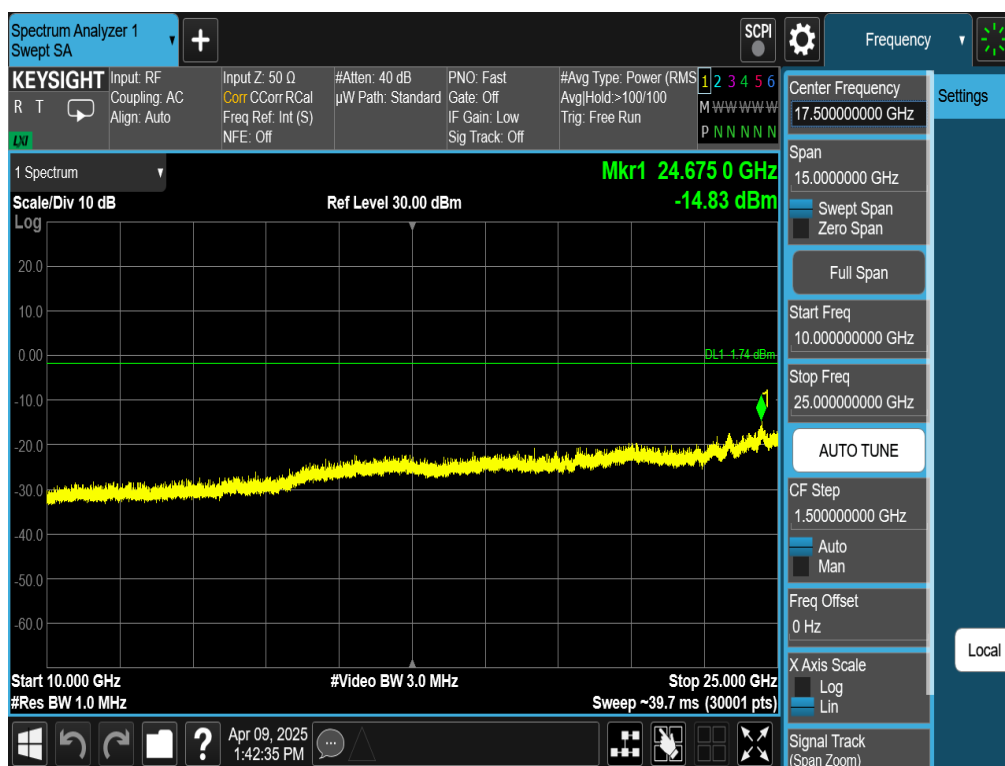 Spectrum Analyzer 1
Swept SA
+
SCPI
Frequency
KEYSIGHT
R T
LXI
Input: RF
Coupling: AC
Align: Auto
Input Z: 50 Ω
Corr CCorr RCal
Freq Ref: Int (S)
NFE: Off
#Atten: 40 dB
µW Path: Standard
PNO: Fast
Gate: Off
IF Gain: Low
Sig Track: Off
#Avg Type: Power (RMS
Avg|Hold:>100/100
Trig: Free Run
1 2 3 4 5 6
M W W W W W
P N N N N N
1 Spectrum
Mkr1 24.675 0 GHz
-14.83 dBm
Scale/Div 10 dB
Ref Level 30.00 dBm
Log
20.0
10.0
0.00
DL1 -1.74 dBm
-10.0
1
-20.0
-30.0
-40.0
-50.0
-60.0
Start 10.000 GHz
#Video BW 3.0 MHz
Stop 25.000 GHz
#Res BW 1.0 MHz
Sweep ~39.7 ms (30001 pts)
Center Frequency
17.500000000 GHz
Span
15.0000000 GHz
Swept Span
Zero Span
Full Span
Start Freq
10.000000000 GHz
Stop Freq
25.000000000 GHz
AUTO TUNE
CF Step
1.500000000 GHz
Auto
Man
Freq Offset
0 Hz
X Axis Scale
Log
Lin
Signal Track
(Span Zoom)
Settings
Local
?
Apr 09, 2025
1:42:35 PM